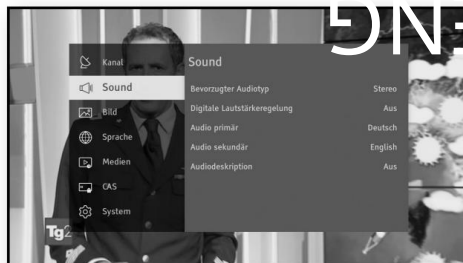 Kanal
Sound
Bild
Sprache
Medien
CAS
System
Sound
Bevorzugter Audiotyp Stereo
Digitale Lautstärkeregelung Aus
Audio primär Deutsch
Audio sekundär English
Audiodeskription Aus
Tg2